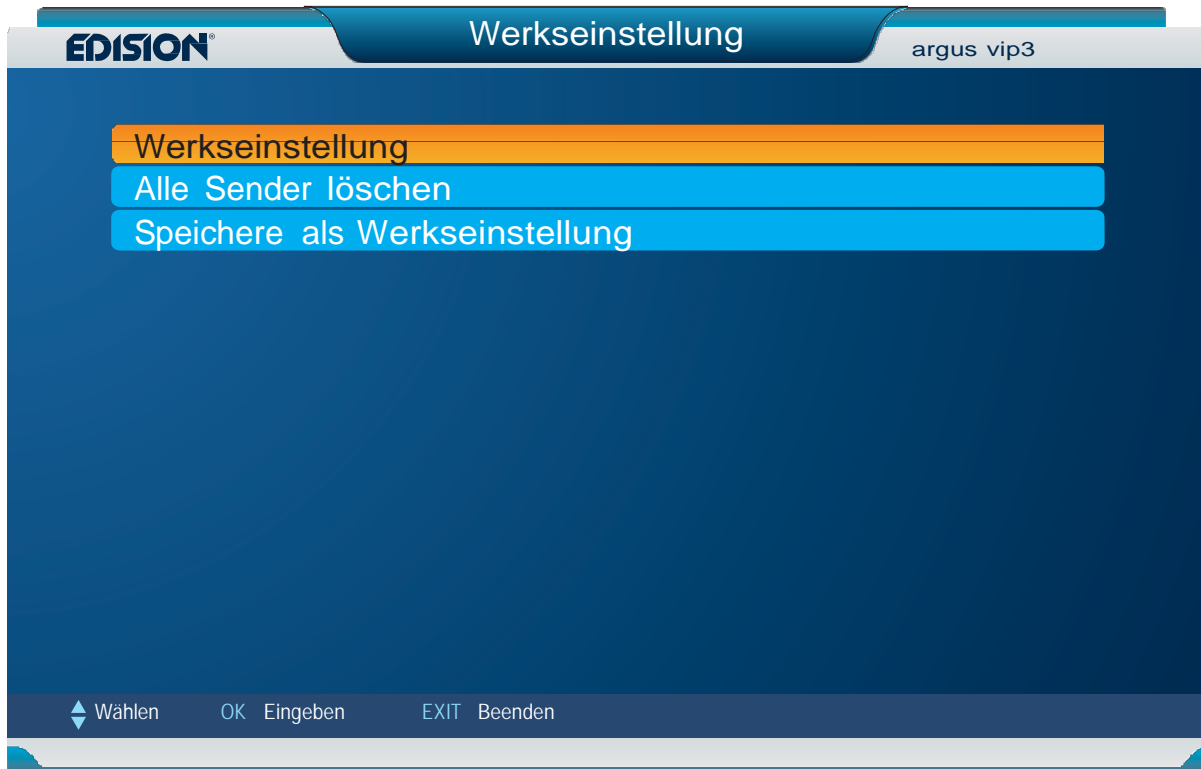 EDISION®
Werkseinstellung
argus vip3
Werkseinstellung
Alle Sender löschen
Speichere als Werkseinstellung
Wählen OK Eingeben EXIT Beenden